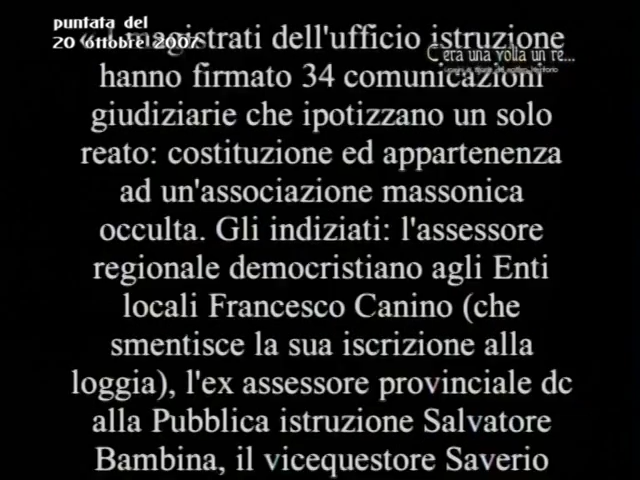 puntata del
20 ottobre 2007
C'era una volta un re...
« I magistrati dell'ufficio istruzione
hanno firmato 34 comunicazioni
giudiziarie che ipotizzano un solo
reato: costituzione ed appartenenza
ad un'associazione massonica
occulta. Gli indiziati: l'assessore
regionale democristiano agli Enti
locali Francesco Canino (che
smentisce la sua iscrizione alla
loggia), l'ex assessore provinciale dc
alla Pubblica istruzione Salvatore
Bambina, il vicequestore Saverio